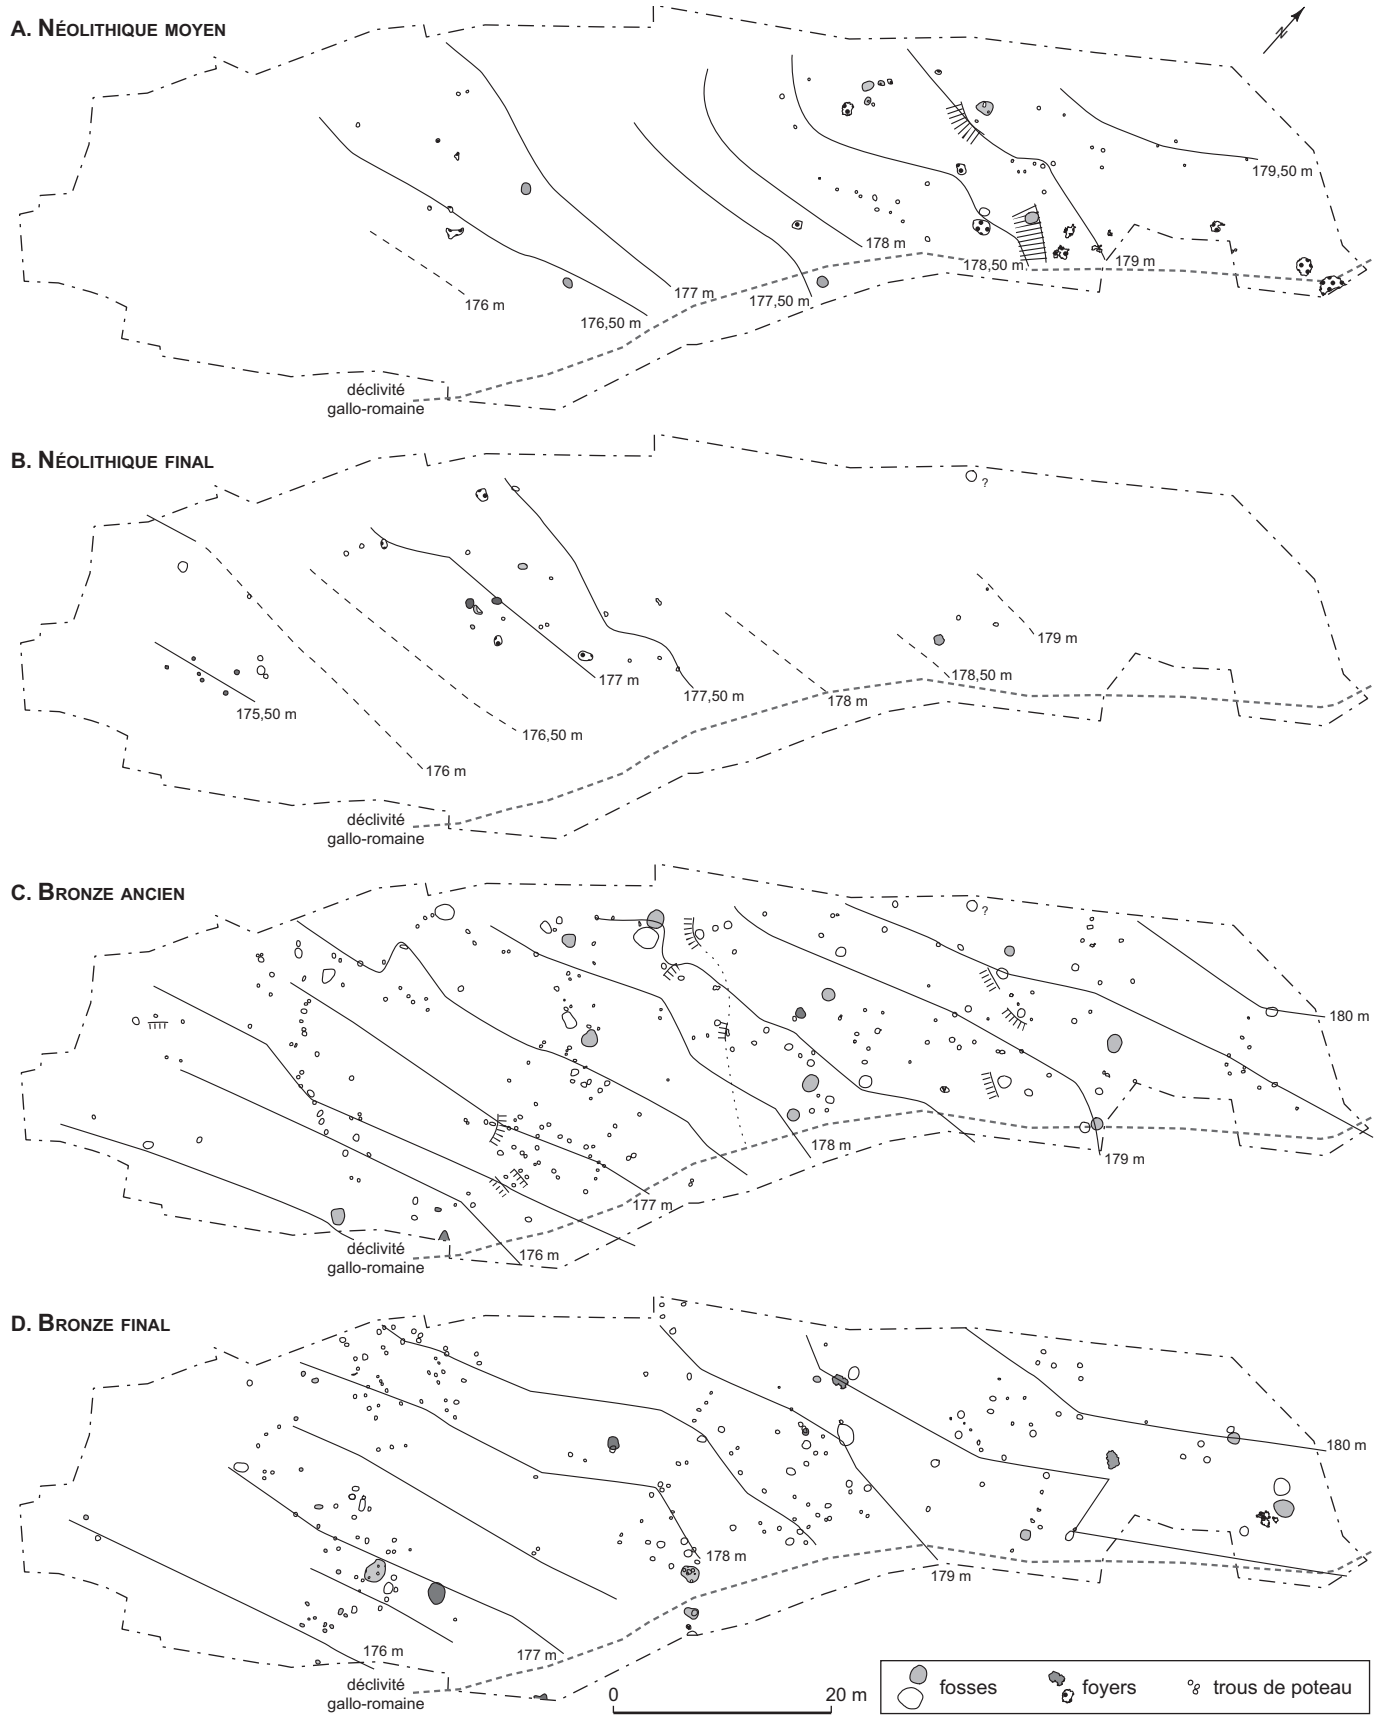 A. NÉOLITHIQUE MOYEN
N
179,50 m
178 m
178,50 m
179 m
176 m
177 m
177,50 m
176,50 m
déclivité
gallo-romaine
B. NÉOLITHIQUE FINAL
?
179 m
177 m
178,50 m
177,50 m
178 m
175,50 m
176,50 m
176 m
déclivité
gallo-romaine
C. BRONZE ANCIEN
?
180 m
178 m
179 m
177 m
déclivité
gallo-romaine
176 m
D. BRONZE FINAL
180 m
178 m
179 m
176 m
177 m
déclivité
gallo-romaine
0 20 m
fosses foyers trous de poteau